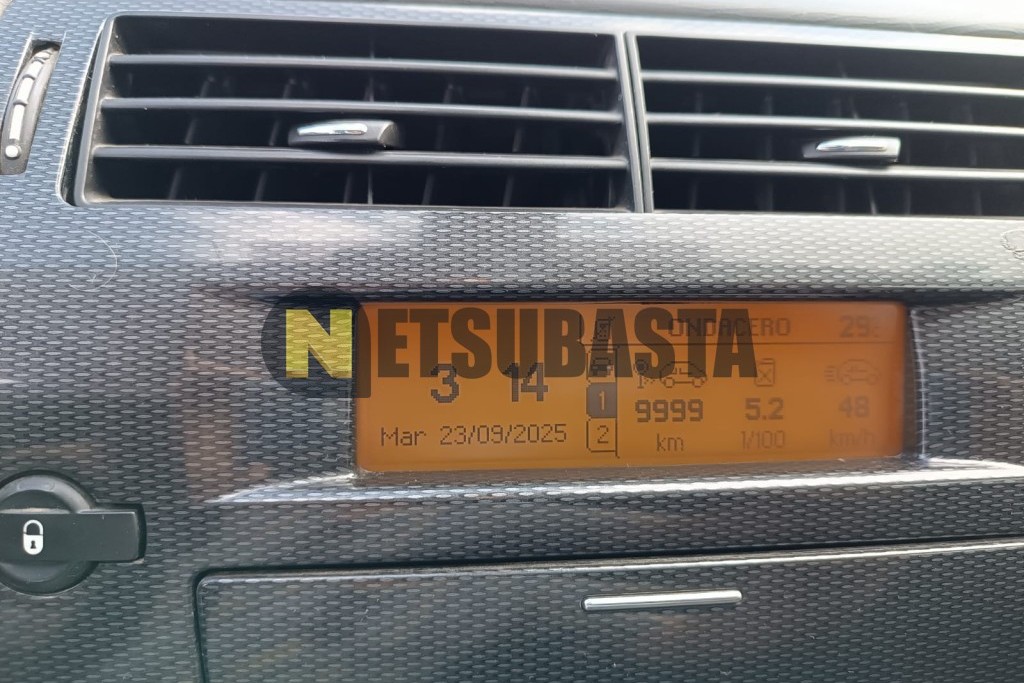 NETSUBASTA
ONDACERO 29c
3 14
1
9999 5.2 48
Mar 23/09/2025
2
km l/100 km/h